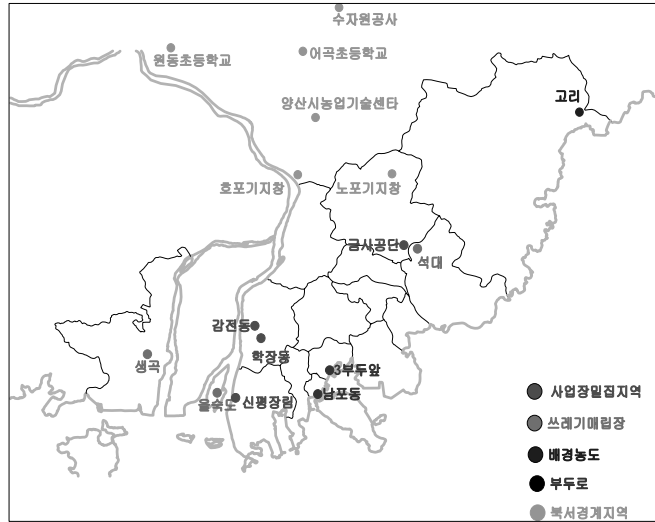 수자원공사
원동초등학교
어곡초등학교
고리
양산시농업기술센타
호포기지창
노포기지창
금사공단
석대
감전동
학장동
생곡
3부두앞
을숙도
신평장림
남포동
사업장밀집지역
쓰레기매립장
배경농도
부두로
북서경계지역